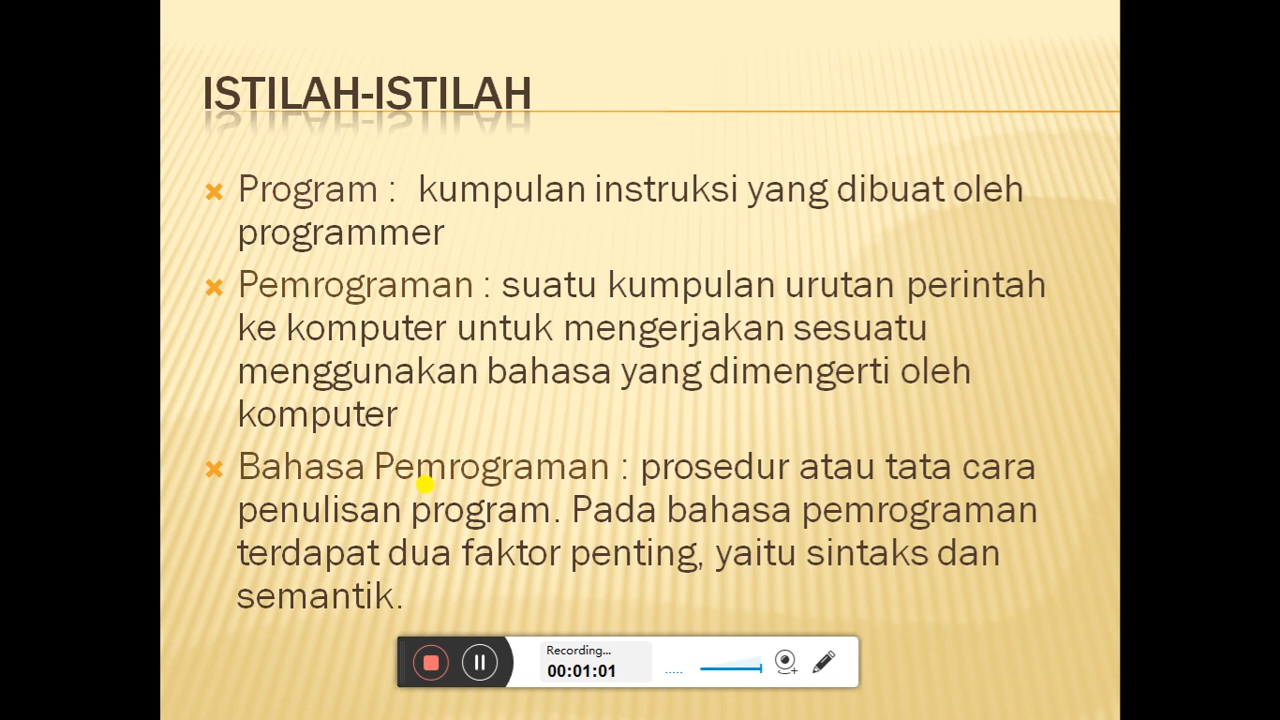 ISTILAH-ISTILAH
Program : kumpulan instruksi yang dibuat oleh
programmer
Pemrograman : suatu kumpulan urutan perintah
ke komputer untuk mengerjakan sesuatu
menggunakan bahasa yang dimengerti oleh
komputer
Bahasa Pemrograman : prosedur atau tata cara
penulisan program. Pada bahasa pemrograman
terdapat dua faktor penting, yaitu sintaks dan
semantik.
Recording...
00:01:01